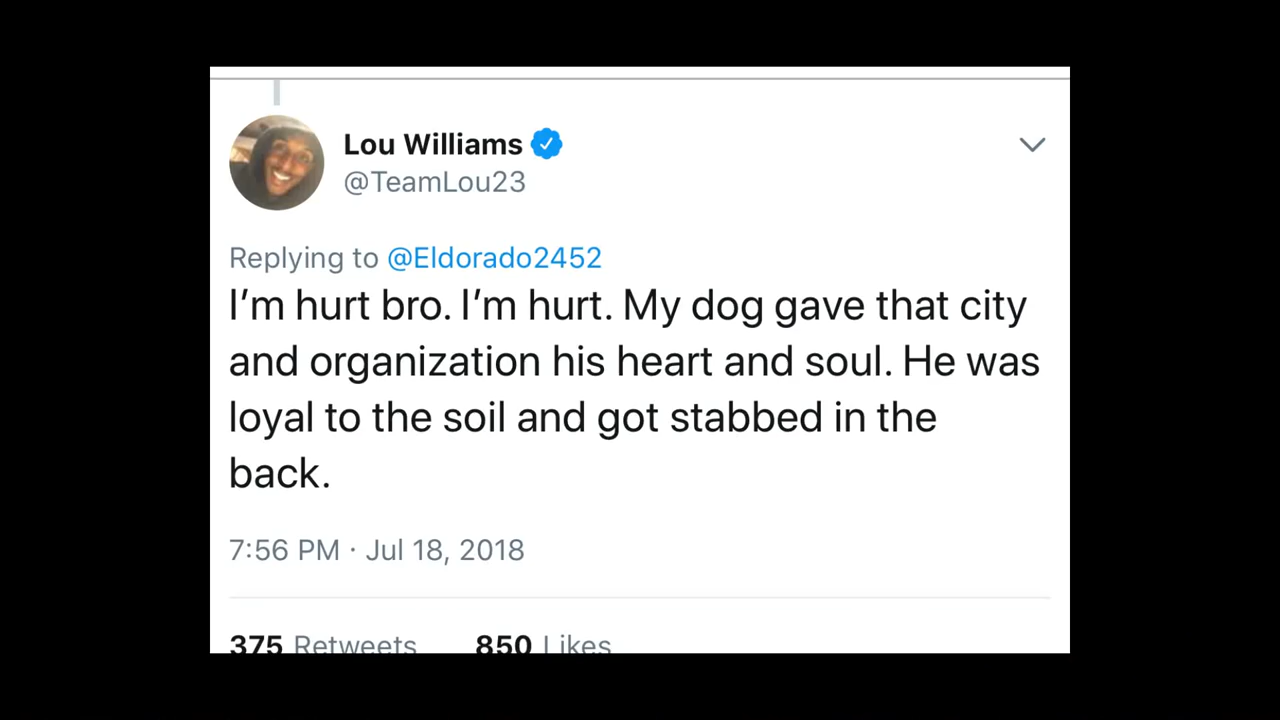 Lou Williams
@TeamLou23
Replying to @Eldorado2452
I’m hurt bro. I’m hurt. My dog gave that city
and organization his heart and soul. He was
loyal to the soil and got stabbed in the
back.
7:56 PM · Jul 18, 2018
375 Retweets 850 Likes